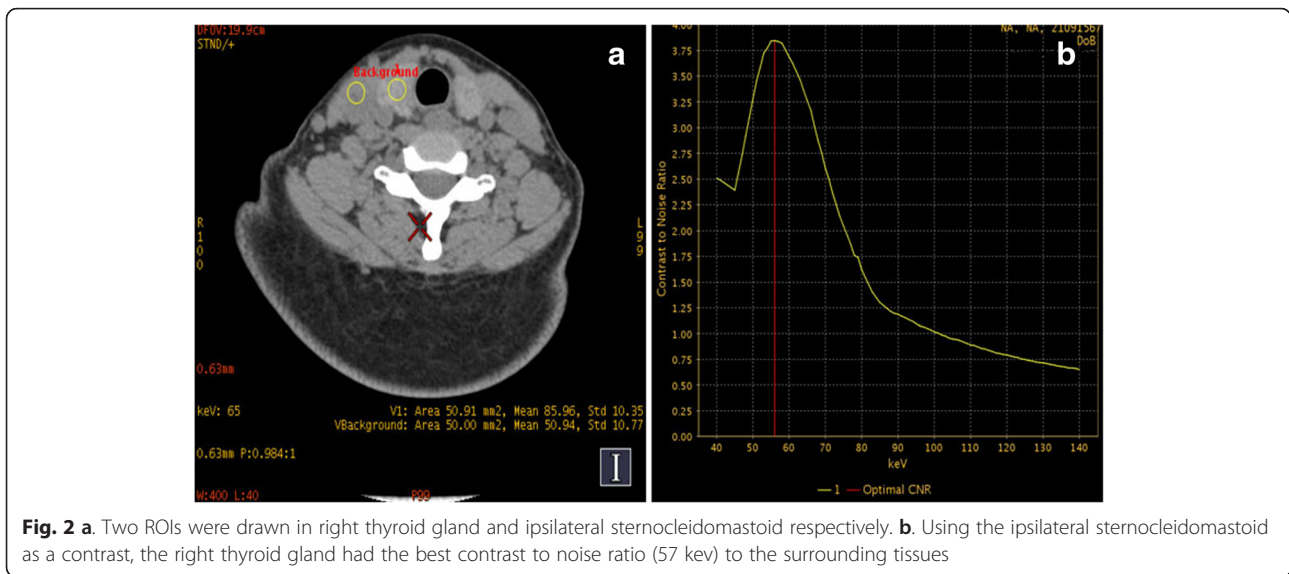 DFOV:19.9cm
STND/+
a
Background
1
R
1
0
0
L
9
9
0.63mm
keV: 65
V1: Area 50.91 mm2, Mean 85.96, Std 10.35
VBackground: Area 50.00 mm2, Mean 50.94, Std 10.77
0.63mm P:0.984:1
I
W:400 L:40
P99
NA, NA, 21091567
DoB
b
4.00
3.75
3.50
3.25
3.00
2.75
2.50
2.25
2.00
1.75
1.50
1.25
1.00
0.75
0.50
0.25
0.00
Contrast to Noise Ratio
40 50 60 70 80 90 100 110 120 130 140
keV
1 Optimal CNR
Fig. 2 a. Two ROIs were drawn in right thyroid gland and ipsilateral sternocleidomastoid respectively. b. Using the ipsilateral sternocleidomastoid
as a contrast, the right thyroid gland had the best contrast to noise ratio (57 kev) to the surrounding tissues